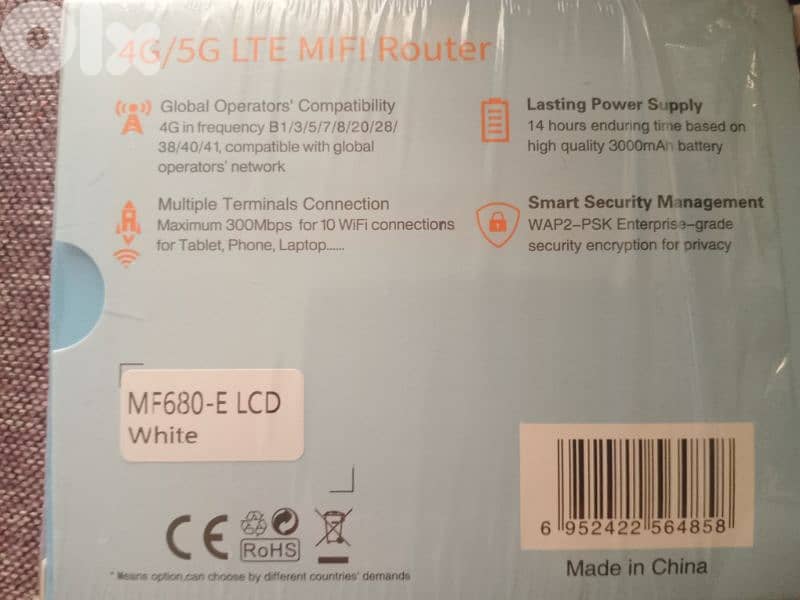 olx
4G/5G LTE MIFI Router
Global Operators' Compatibility
4G in frequency B1/3/5/7/8/20/28/
38/40/41, compatible with global
operators' network
Lasting Power Supply
14 hours enduring time based on
high quality 3000mAh battery
Multiple Terminals Connection
Maximum 300Mbps for 10 WiFi connections
for Tablet, Phone, Laptop......
Smart Security Management
WAP2-PSK Enterprise-grade
security encryption for privacy
MF680-E LCD
White
CE
RoHS
* Means option,can choose by different countries' demands
6 952422 564858
Made in China